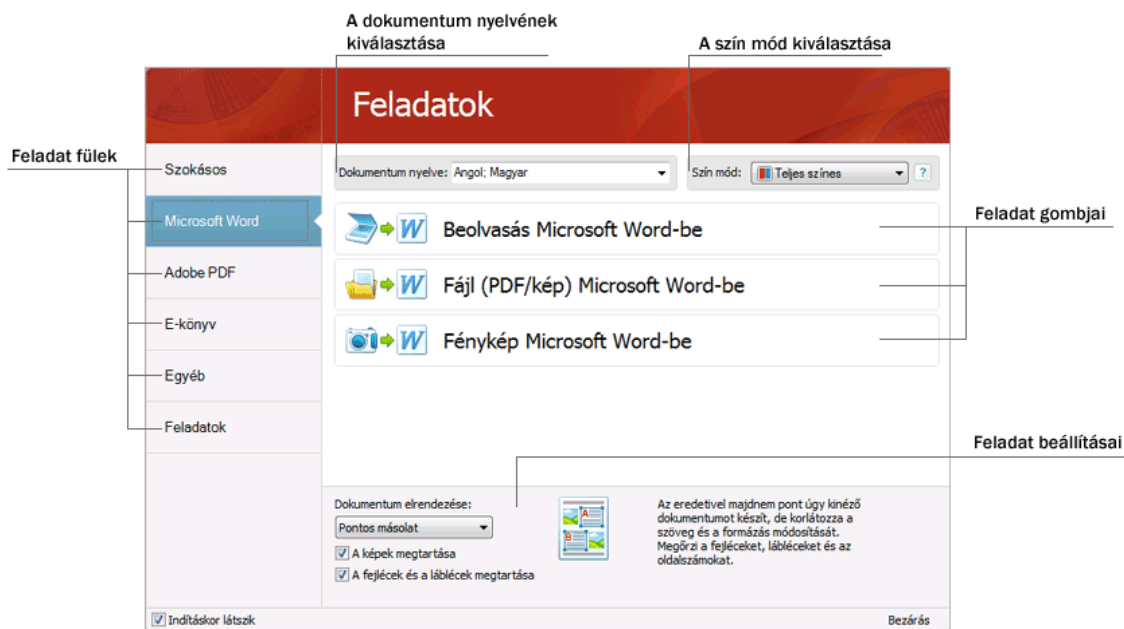 A dokumentum nyelvének
kiválasztása
A szín mód kiválasztása
Feladatok
Feladat fülek
Szokásos
Dokumentum nyelve: Angol; Magyar
Szín mód: Teljes színes ?
Microsoft Word
Beolvasás Microsoft Word-be
Feladat gombjai
Adobe PDF
Fájl (PDF/kép) Microsoft Word-be
E-könyv
Fénykép Microsoft Word-be
Egyéb
Feladatok
Feladat beállításai
Dokumentum elrendezése:
Pontos másolat
A képek megtartása
A fejlécek és a láblécek megtartása
A
B
Az eredetivel majdnem pont úgy kinéző
dokumentumot készít, de korlátozza a
szöveg és a formázás módosítását.
Megőrzi a fejléceket, lábléceket és az
oldalszámokat.
Indításkor látszik
Bezárás